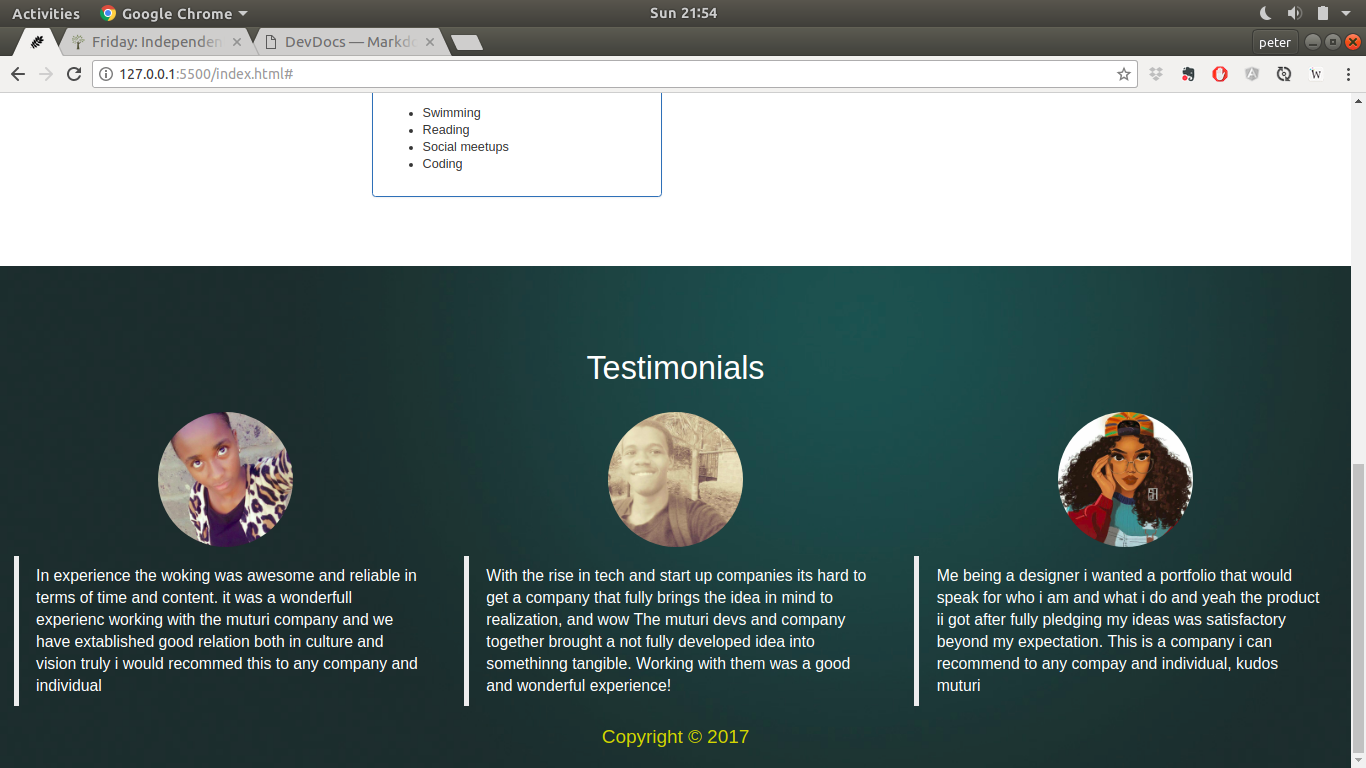 Activities Google Chrome Sun 21:54
Friday: Independen DevDocs — Markdo peter
127.0.0.1:5500/index.html# W
Swimming
Reading
Social meetups
Coding
Testimonials
In experience the woking was awesome and reliable in
terms of time and content. it was a wonderfull
experienc working with the muturi company and we
have extablished good relation both in culture and
vision truly i would recommed this to any company and
individual
With the rise in tech and start up companies its hard to
get a company that fully brings the idea in mind to
realization, and wow The muturi devs and company
together brought a not fully developed idea into
somethinng tangible. Working with them was a good
and wonderful experience!
Me being a designer i wanted a portfolio that would
speak for who i am and what i do and yeah the product
ii got after fully pledging my ideas was satisfactory
beyond my expectation. This is a company i can
recommend to any compay and individual, kudos
muturi
Copyright © 2017